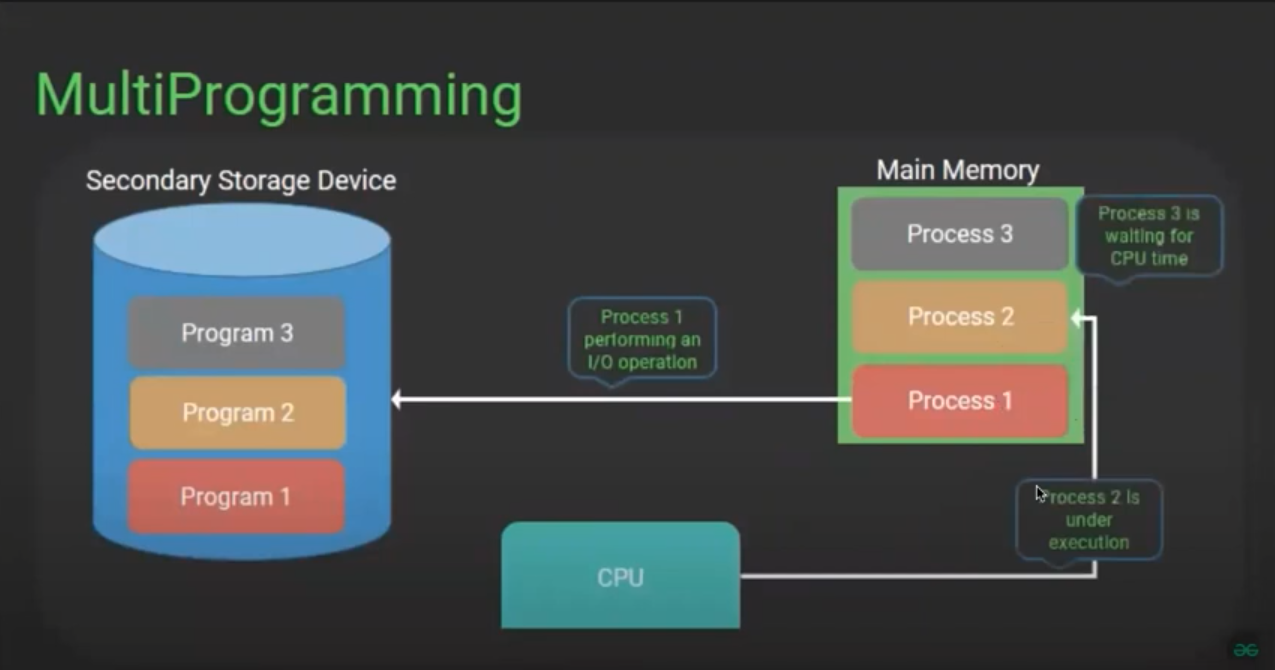 MultiProgramming
Secondary Storage Device
Main Memory
Process 3
Process 3 is
waiting for
CPU time
Process 2
Process 1
Process 1
performing an
I/O operation
Program 3
Program 2
Program 1
Process 2 is
under
execution
CPU